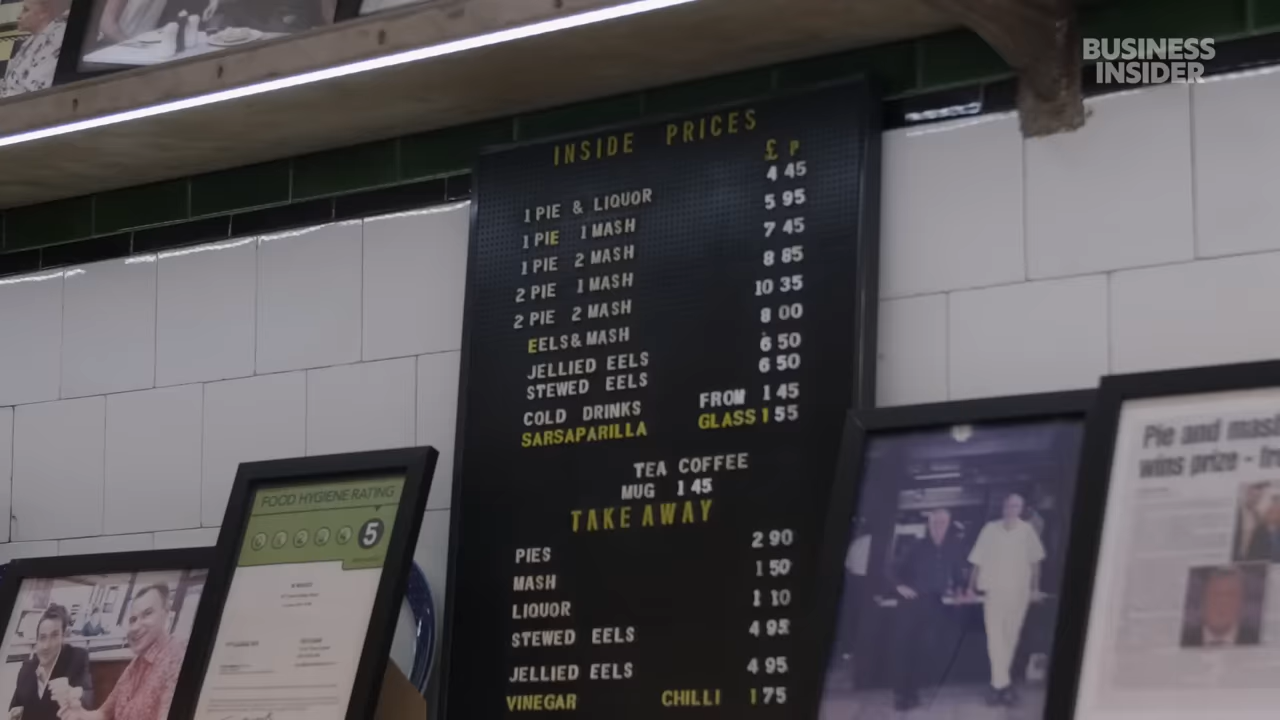 BUSINESS
INSIDER
INSIDE PRICES
£ P
1 PIE & LIQUOR 4 45
1 PIE 1 MASH 5 95
1 PIE 2 MASH 7 45
2 PIE 1 MASH 8 85
2 PIE 2 MASH 10 35
EELS & MASH 8 00
JELLIED EELS 6 50
STEWED EELS 6 50
COLD DRINKS FROM 1 45
SARSAPARILLA GLASS 1 55
TEA COFFEE
MUG 1 45
TAKE AWAY
PIES 2 90
MASH 1 50
LIQUOR 1 10
STEWED EELS 4 95
JELLIED EELS 4 95
VINEGAR CHILLI 1 75
FOOD HYGIENE RATING
5
Pie and mash
wins prize -